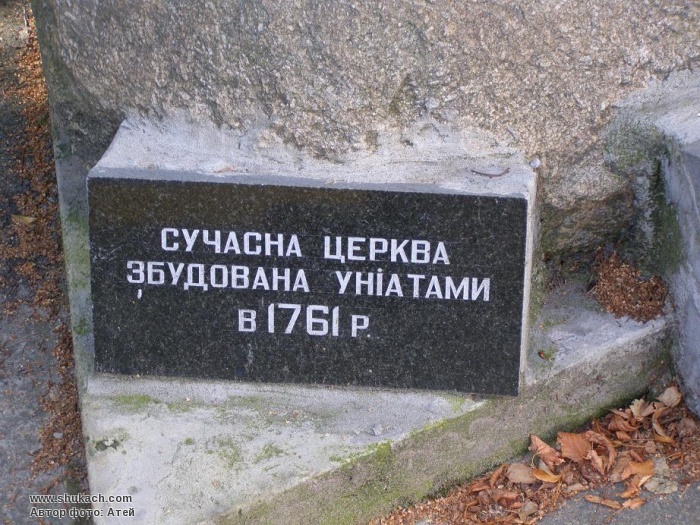 СУЧАСНА ЦЕРКВА
ЗБУДОВАНА УНІАТАМИ
В 1761 Р.
www.shukach.com
Автор фото: Атей